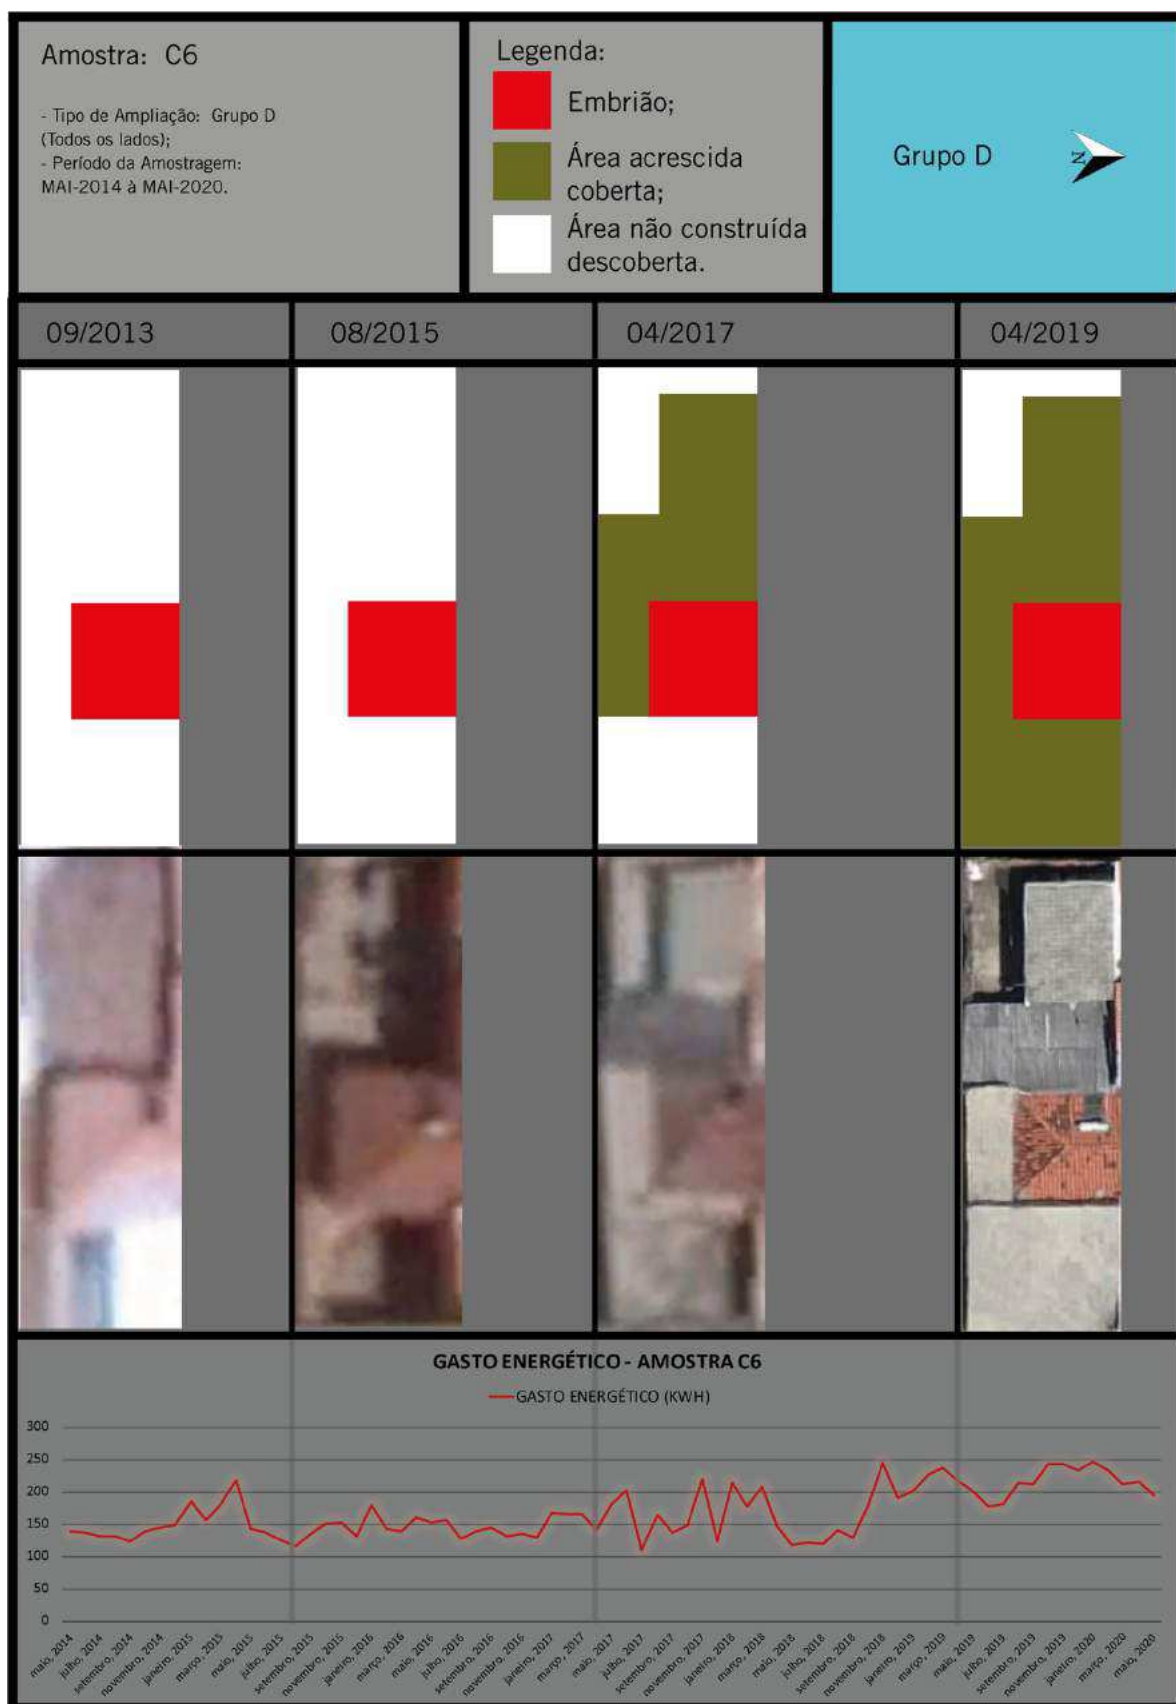 Amostra: C6
- Tipo de Ampliação: Grupo D
(Todos os lados);
- Período da Amostragem:
MAI-2014 à MAI-2020.
Legenda:
Embrião;
Área acrescida
coberta;
Área não construída
descoberta.
Grupo D
N
09/2013
08/2015
04/2017
04/2019
GASTO ENERGÉTICO - AMOSTRA C6
GASTO ENERGÉTICO (KWH)
300
250
200
150
100
50
0
maio, 2014
julho, 2014
setembro, 2014
novembro, 2014
janeiro, 2015
março, 2015
maio, 2015
julho, 2015
setembro, 2015
novembro, 2015
janeiro, 2016
março, 2016
maio, 2016
julho, 2016
setembro, 2016
novembro, 2016
janeiro, 2017
março, 2017
maio, 2017
julho, 2017
setembro, 2017
novembro, 2017
janeiro, 2018
março, 2018
maio, 2018
julho, 2018
setembro, 2018
novembro, 2018
janeiro, 2019
março, 2019
maio, 2019
julho, 2019
setembro, 2019
novembro, 2019
janeiro, 2020
março, 2020
maio, 2020